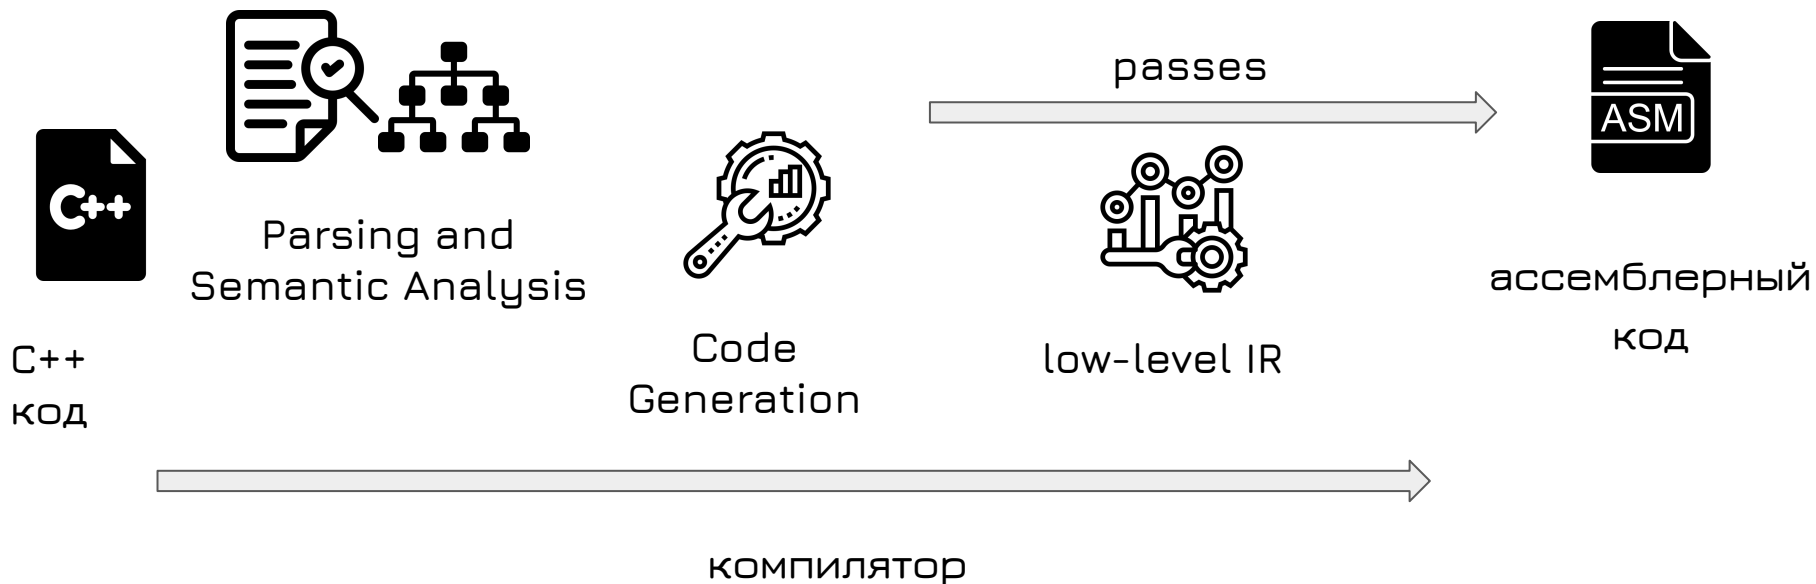 C++
C++
код
Parsing and
Semantic Analysis
Code
Generation
passes
low-level IR
ASM
ассемблерный
код
компилятор